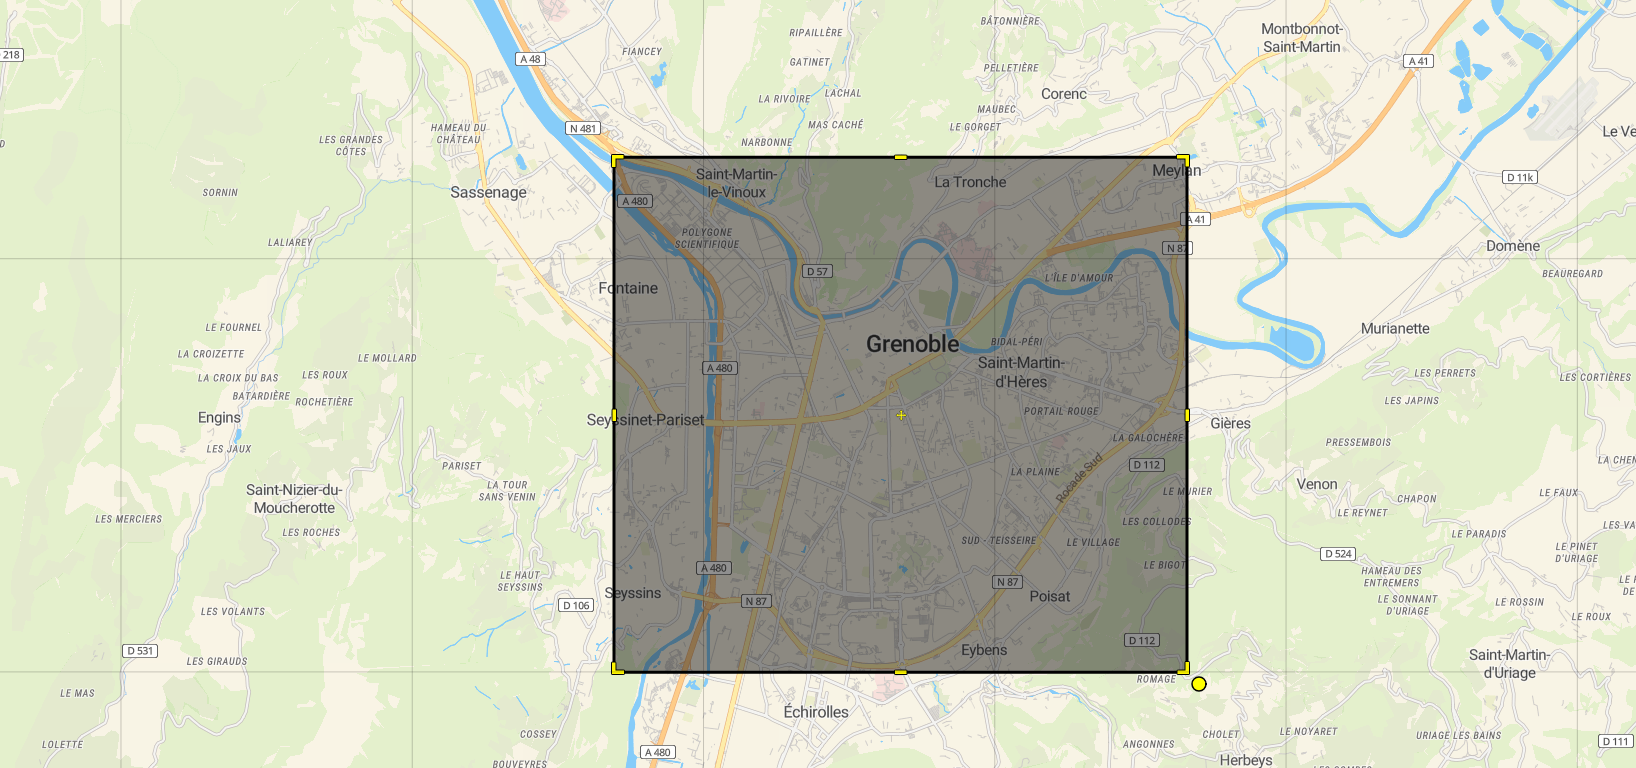 BÂTONNIÈRE
Montbonnot-
Saint-Martin
RIPAILLÈRE
FIANCEY
218
A 48
GATINET
PELLETIÈRE
A 41
Corenc
LACHAL
LA RIVOIRE
MAUBEC
LE GORGET
MAS CACHÉ
N 481
HAMEAU DU
CHÂTEAU
LES GRANDES
CÔTES
NARBONNE
Le Ve
D
Saint-Martin-
le-Vinoux
La Tronche
Meylan
D 11k
SORNIN
Sassenage
A 480
A 41
POLYGONE
SCIENTIFIQUE
LALIAREY
N 87
Domène
D 57
L'ÎLE D'AMOUR
BEAUREGARD
Fontaine
LE FOURNEL
Murianette
Grenoble
BIDAL-PÉRI
LA CROIZETTE
LE MOLLARD
Saint-Martin-
d'Hères
A 480
LA CROIX DU BAS
LES ROUX
LES PERRETS
LES CORTIÈRES
BATARDIÈRE
ROCHETIÈRE
LES JAPINS
Engins
Seyssinet-Pariset
PORTAIL ROUGE
Gières
LES JAUX
LA GALOCHÈRE
PRESSEMBOIS
PARISET
D 112
LA CHEN
LA PLAINE
Rocade Sud
LA TOUR
SANS VENIN
Saint-Nizier-du-
Moucherotte
LE MURIER
Venon
CHAPON
LE FAUX
LE REYNET
LES MERCIERS
LES COLLODES
LES VA
LES ROCHES
SUD - TEISSEIRE
LE VILLAGE
LE PARADIS
D 524
LE PINET
D'URIAGE
A 480
LE BIGOT
HAMEAU DES
ENTREMERS
LE HAUT
SEYSSINS
N 87
LE F
Seyssins
D 106
N 87
Poisat
LE SONNANT
D'URIAGE
LE ROSSIN
LES VOLANTS
LE ROUX
D 531
D 112
Eybens
LES GIRAUDS
Saint-Martin-
d'Uriage
ROMAGE
LE MAS
Échirolles
COSSEY
CHOLET
LE NOYARET
URIAGE LES BAINS
D 111
LOLETTE
A 480
ANGONNES
Herbeys
BOUVEYRES